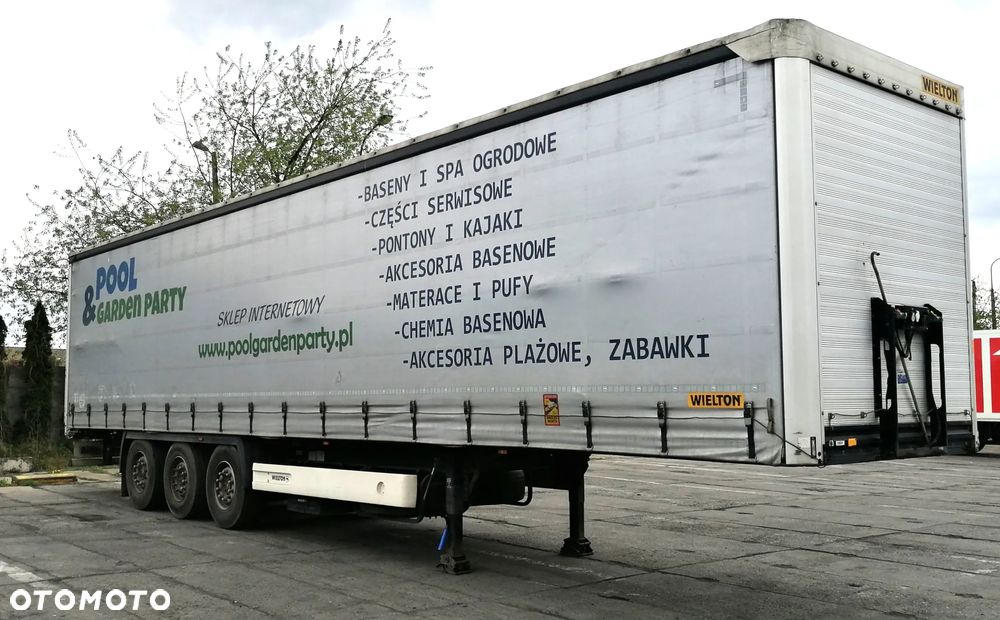 WIELTON
-BASENY I SPA OGRODOWE
-CZĘŚCI SERWISOWE
-PONTONY I KAJAKI
-AKCESORIA BASENOWE
-MATERACE I PUFY
-CHEMIA BASENOWA
-AKCESORIA PLAŻOWE, ZABAWKI
POOL
& GARDEN PARTY
SKLEP INTERNETOWY
www.poolgardenparty.pl
WIELTON
WIELTON
OTOMOTO